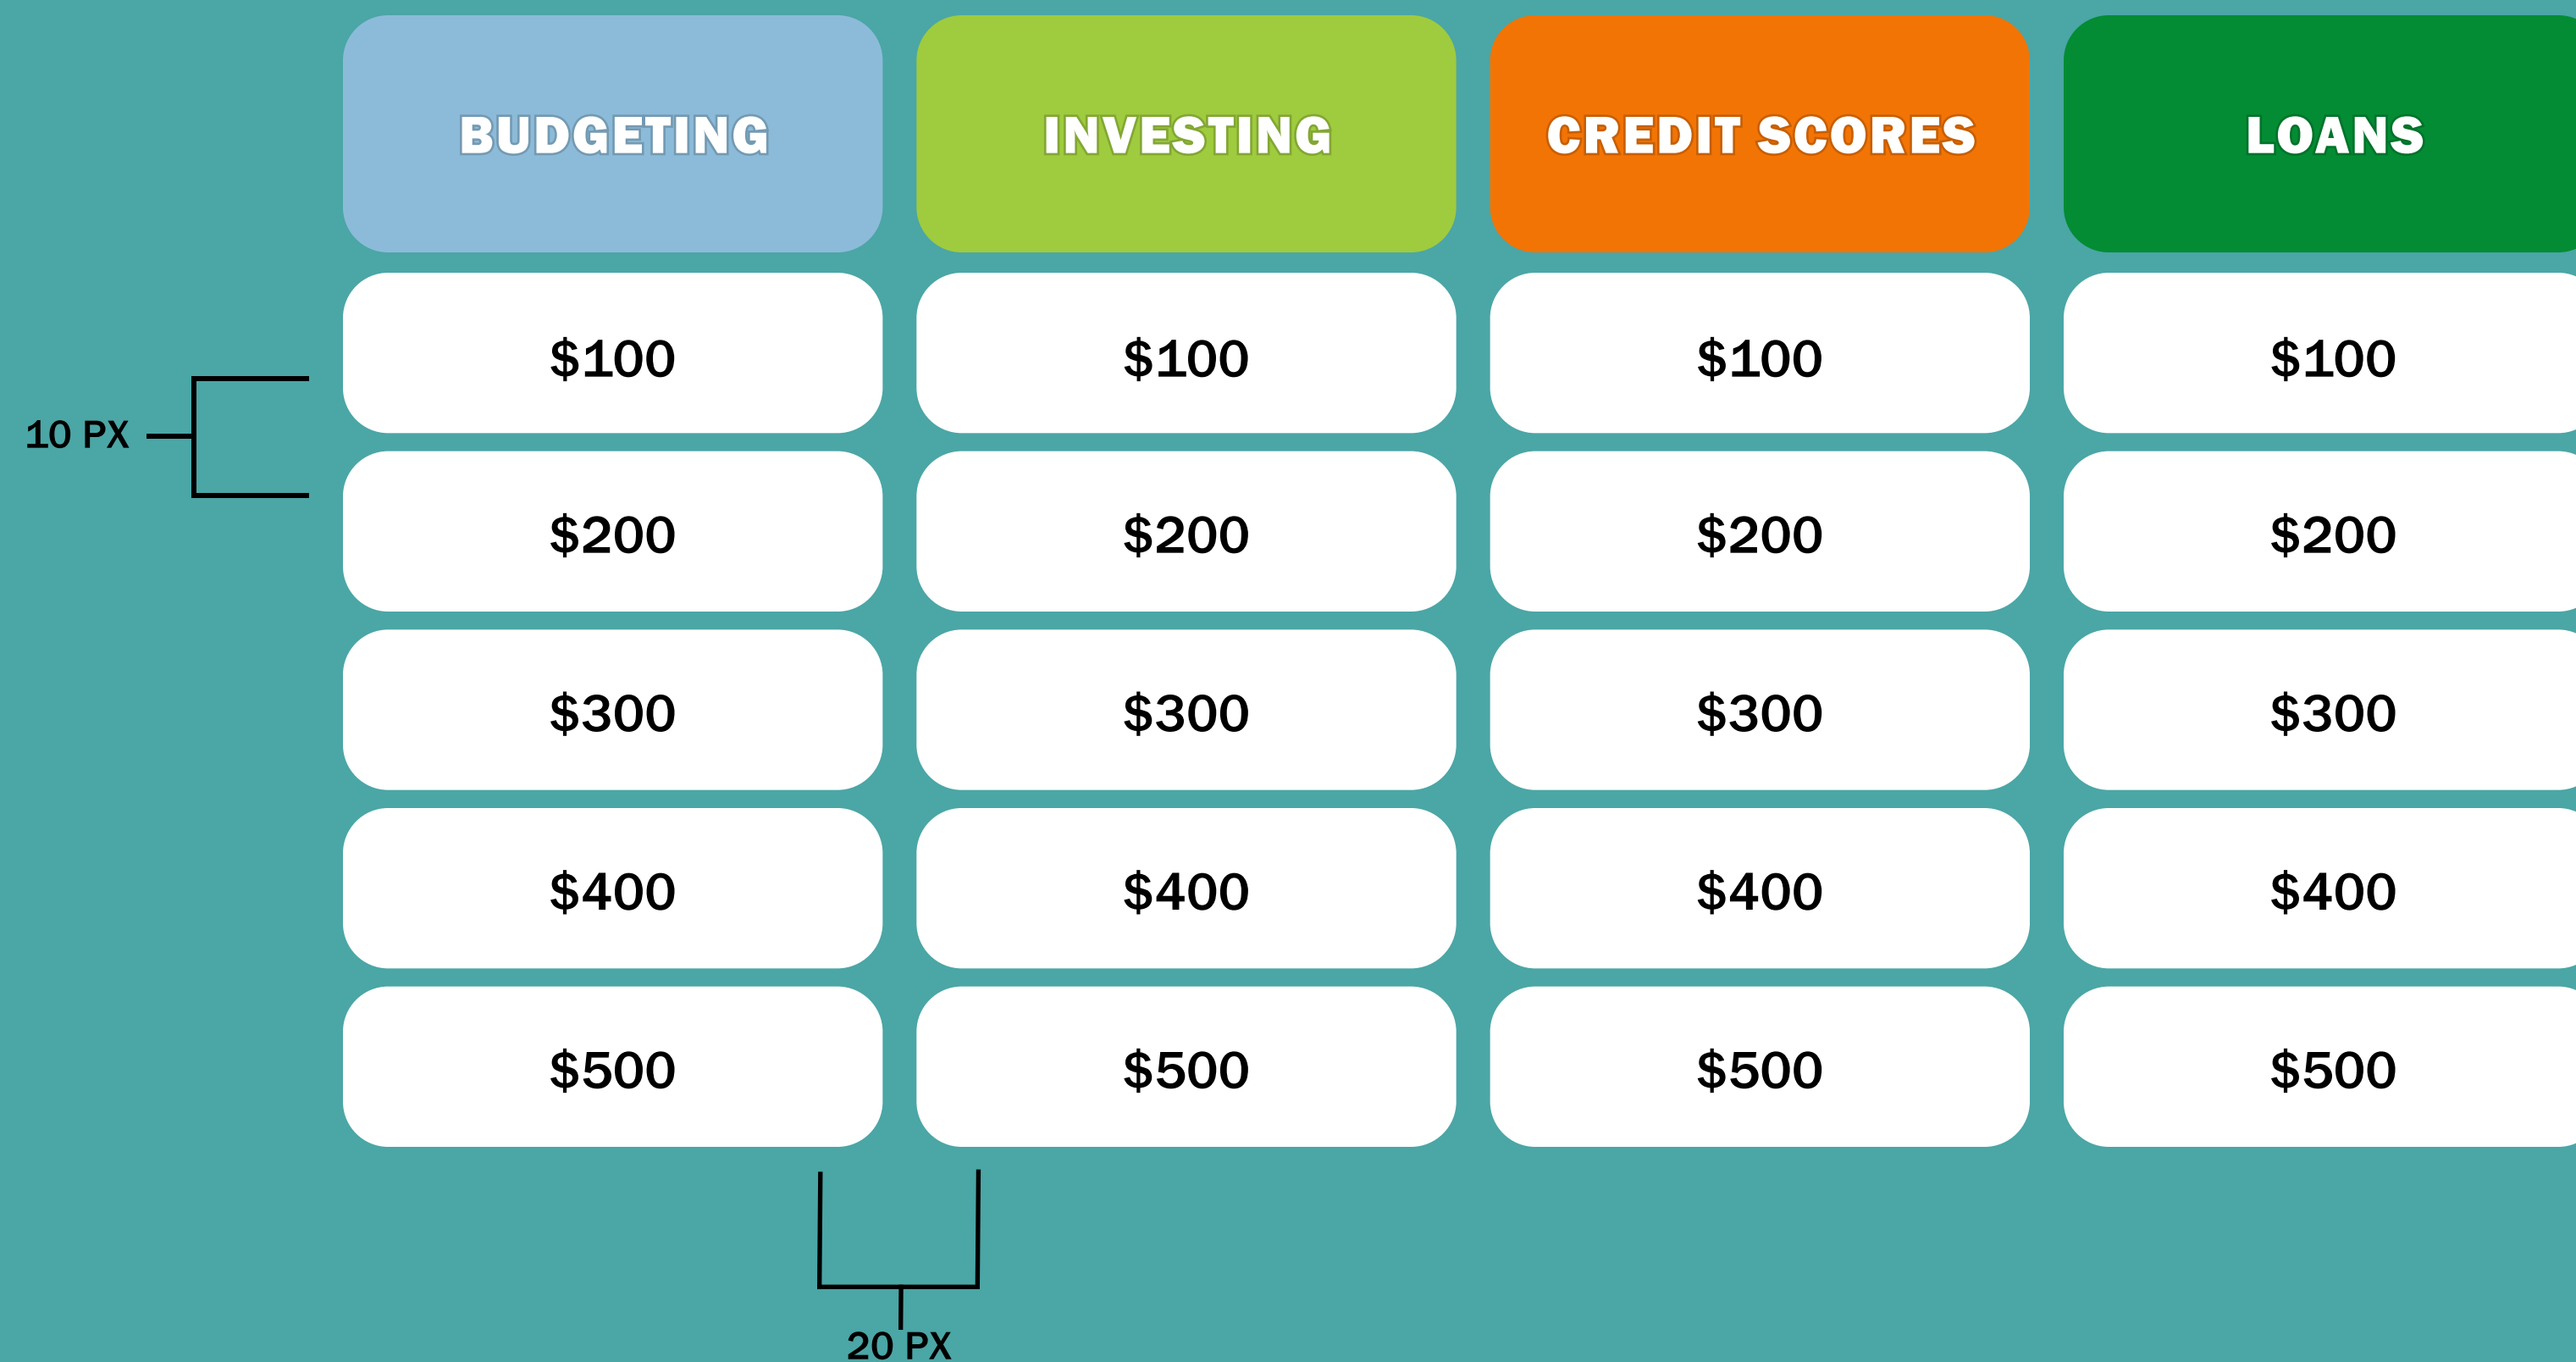 BUDGETING INVESTING CREDIT SCORES LOANS
$100 $100 $100 $100
10 PX
$200 $200 $200 $200
$300 $300 $300 $300
$400 $400 $400 $400
$500 $500 $500 $500
20 PX